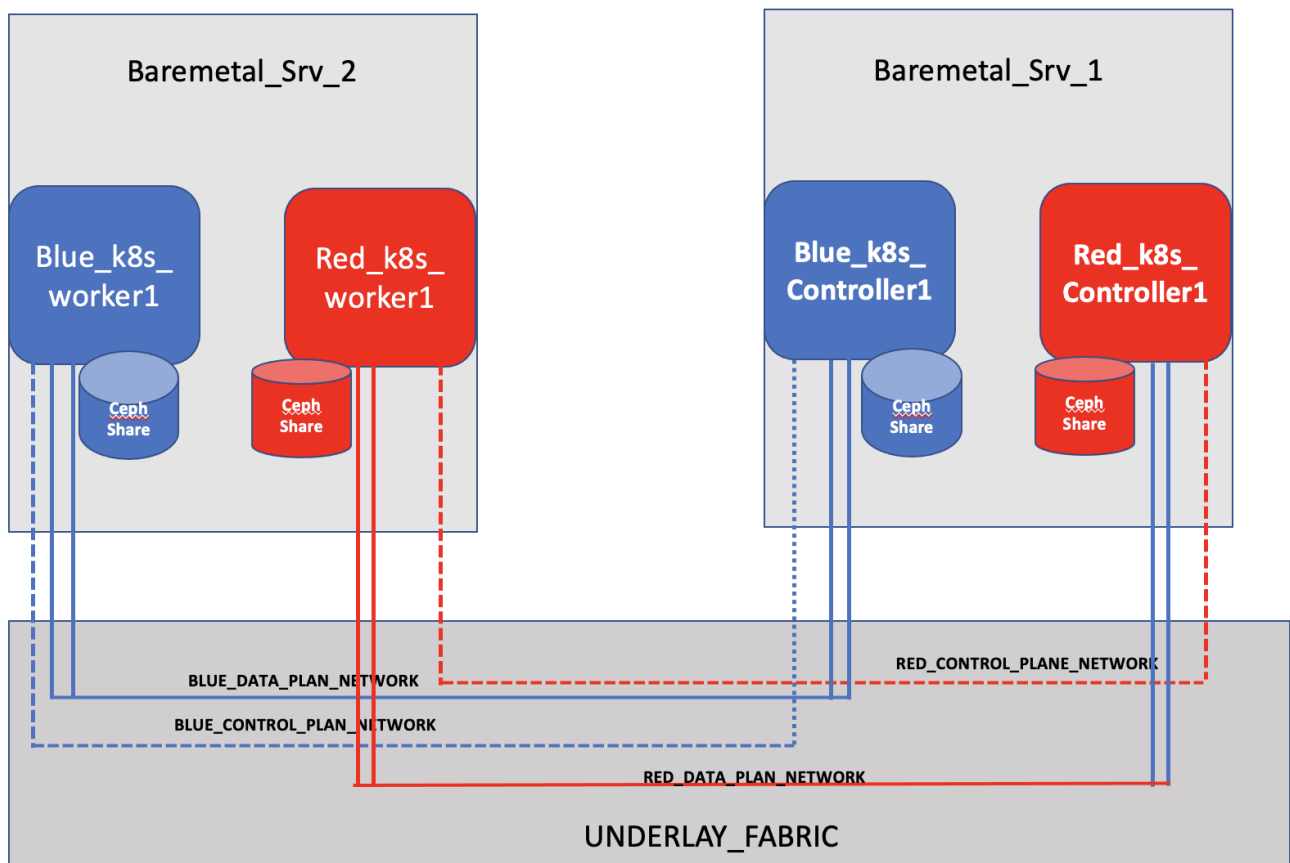 Baremetal_Srv_2
Baremetal_Srv_1
Blue_k8s_
worker1
Red_k8s_
worker1
Blue_k8s_
Controller1
Red_k8s_
Controller1
Ceph
Share
Ceph
Share
Ceph
Share
Ceph
Share
RED_CONTROL_PLANE_NETWORK
BLUE_DATA_PLAN_NETWORK
BLUE_CONTROL_PLAN_NETWORK
RED_DATA_PLAN_NETWORK
UNDERLAY_FABRIC